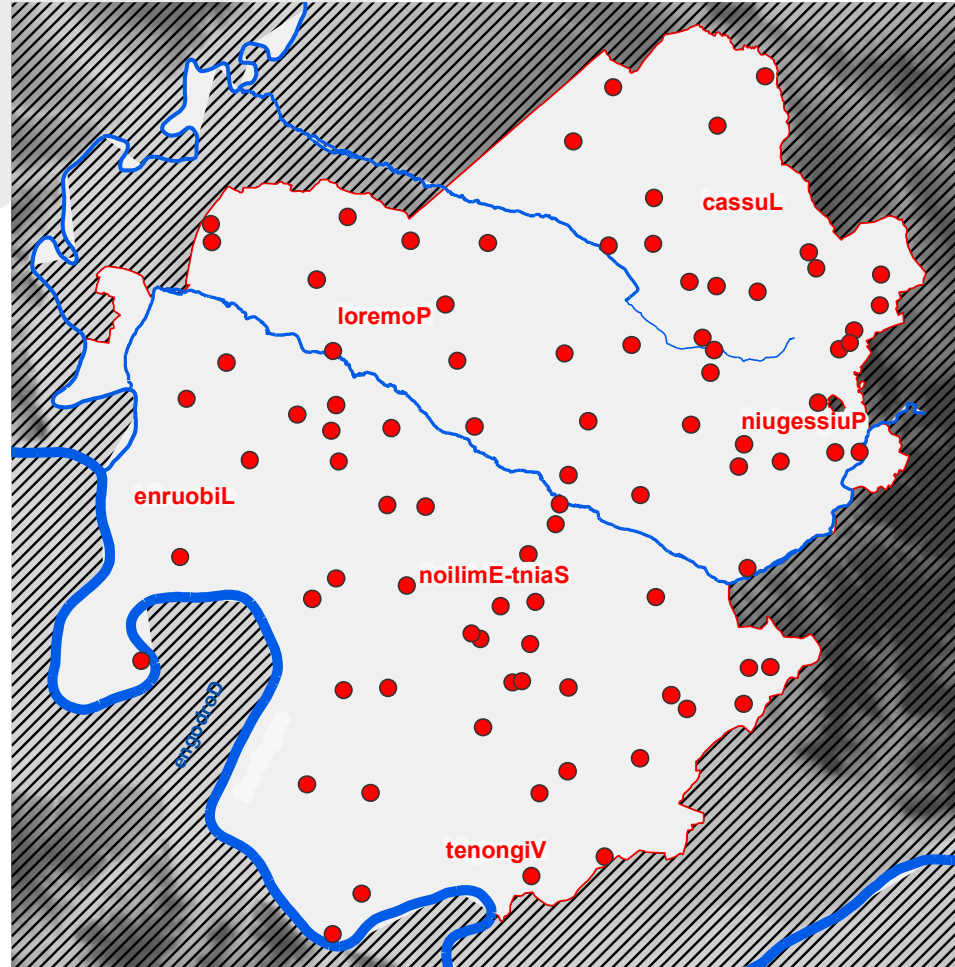 cassuL
loremoP
niugessiuP
enruobiL
noilimE-tniaS
engodroD
tenongiV